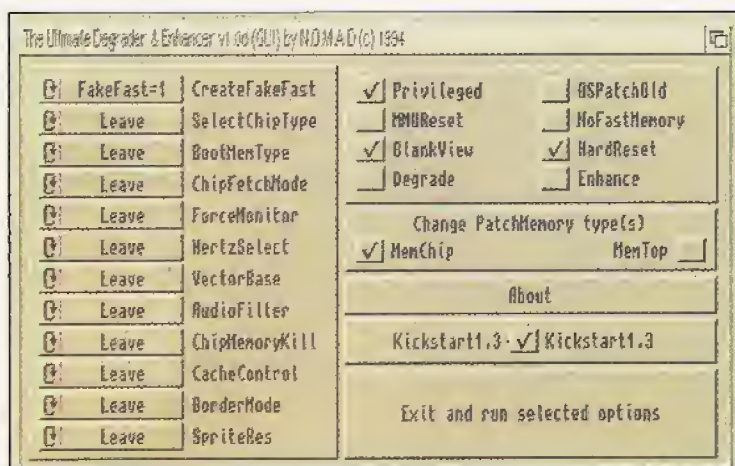 The Ultimate Degrader & Enhancer v1.0d (GUI) by N.O.M.A.D (c) 1994
FakeFast=1 CreateFakeFast
Leave SelectChipType
Leave BootMemType
Leave ChipFetchMode
Leave ForceMonitor
Leave HertzSelect
Leave VectorBase
Leave AudioFilter
Leave ChipMemoryKill
Leave CacheControl
Leave BorderMode
Leave SpriteRes
Privileged OSPatchOld
MMUReset NoFastMemory
BlankView HardReset
Degrade Enhance
Change PatchMemory type(s)
MemChip MemTop
About
Kickstart1.3 Kickstart1.3
Exit and run selected options